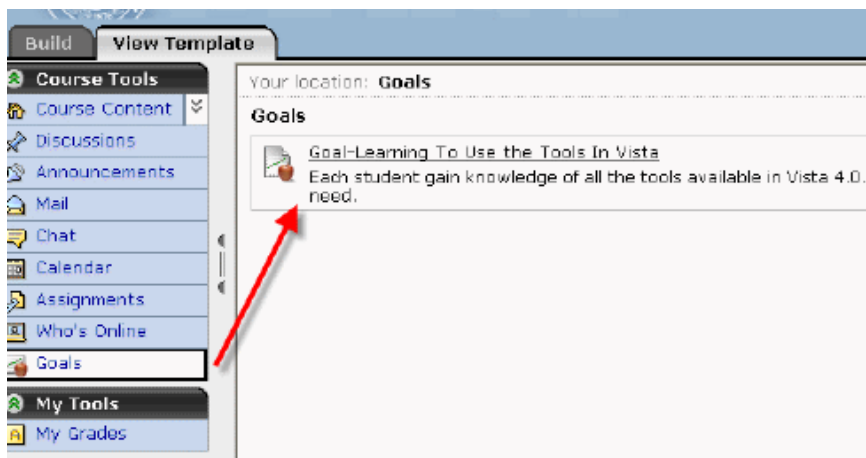 Build
View Template
Course Tools
Course Content
Discussions
Announcements
Mail
Chat
Calendar
Assignments
Who's Online
Goals
My Tools
My Grades
Your location: Goals
Goals
Goal-Learning To Use the Tools In Vista
Each student gain knowledge of all the tools available in Vista 4.0.
need.